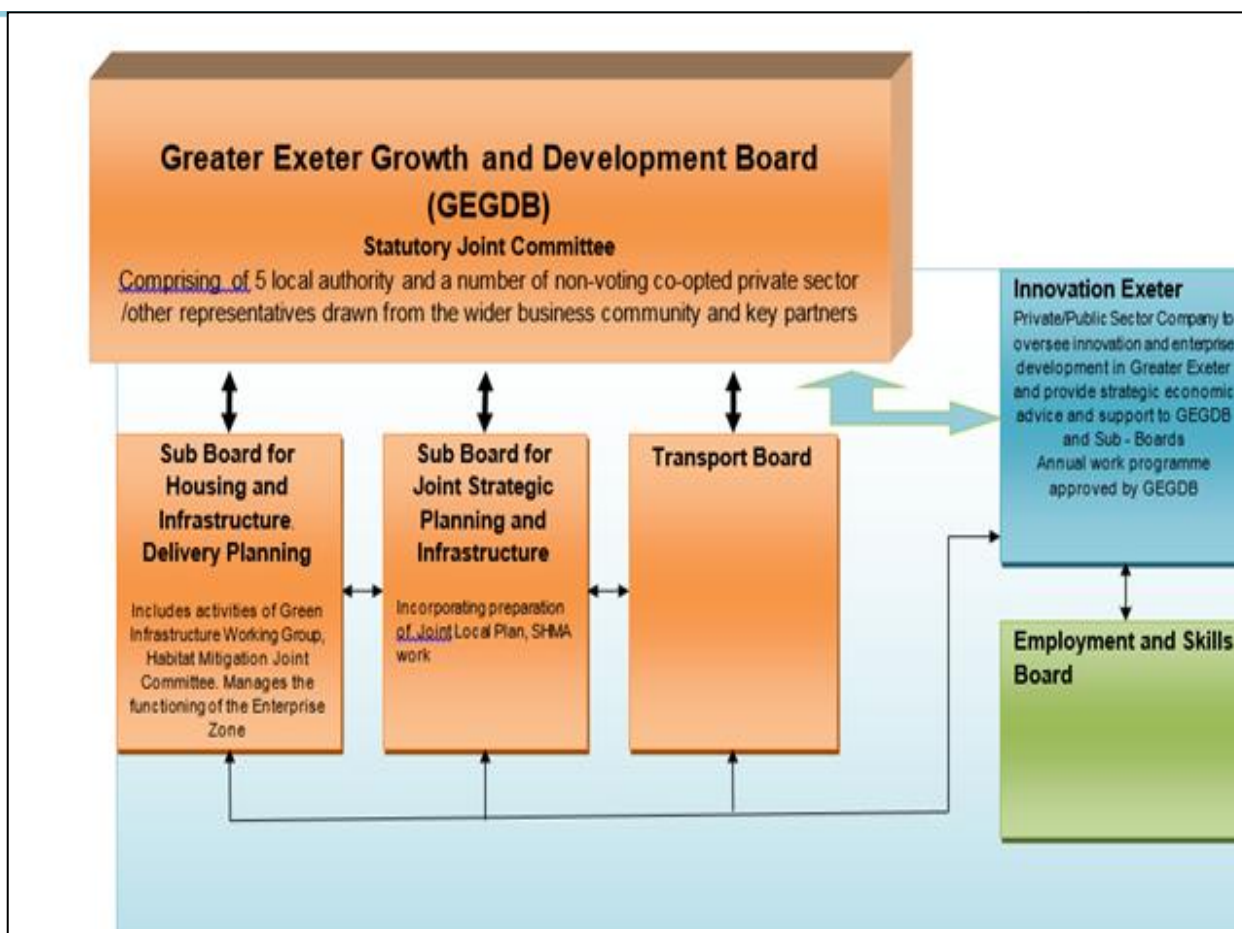 Greater Exeter Growth and Development Board
(GEGDB)
Statutory Joint Committee
Comprising of 5 local authority and a number of non-voting co-opted private sector
/other representatives drawn from the wider business community and key partners
Sub Board for
Housing and
Infrastructure.
Delivery Planning
Includes activities of Green
Infrastructure Working Group,
Habitat Mitigation Joint
Committee. Manages the
functioning of the Enterprise
Zone
Sub Board for
Joint Strategic
Planning and
Infrastructure
Incorporating preparation
of Joint Local Plan, SHMA
work
Transport Board
Innovation Exeter
Private/Public Sector Company to
oversee innovation and enterprise
development in Greater Exeter
and provide strategic economic
advice and support to GEGDB
and Sub - Boards
Annual work programme
approved by GEGDB
Employment and Skills
Board